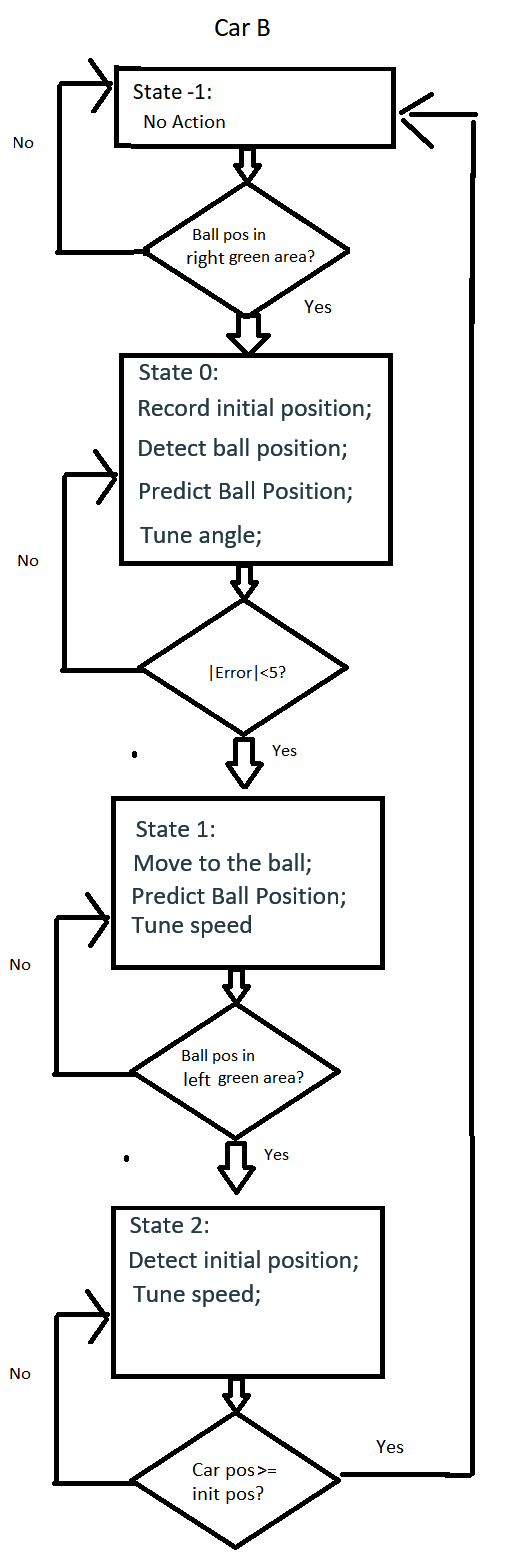 Car B
State -1:
No Action
No
Ball pos in
right green area?
Yes
State 0:
Record initial position;
Detect ball position;
Predict Ball Position;
Tune angle;
No
|Error|<5?
Yes
State 1:
Move to the ball;
Predict Ball Position;
Tune speed
No
Ball pos in
left green area?
Yes
State 2:
Detect initial position;
Tune speed;
No
Car pos>=
init pos?
Yes